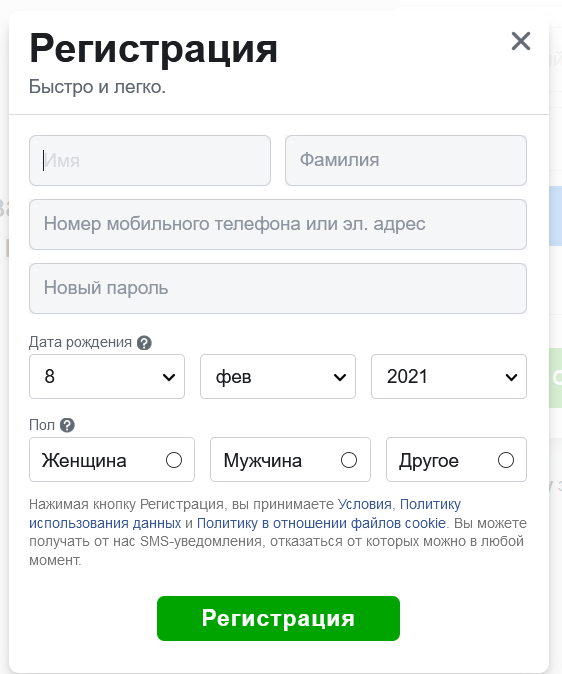 Регистрация
Быстро и легко.
Имя
Фамилия
Номер мобильного телефона или эл. адрес
Новый пароль
Дата рождения ?
8
фев
2021
Пол ?
Женщина
Мужчина
Другое
Нажимая кнопку Регистрация, вы принимаете Условия, Политику
использования данных и Политику в отношении файлов cookie. Вы можете
получать от нас SMS-уведомления, отказаться от которых можно в любой
момент.
Регистрация